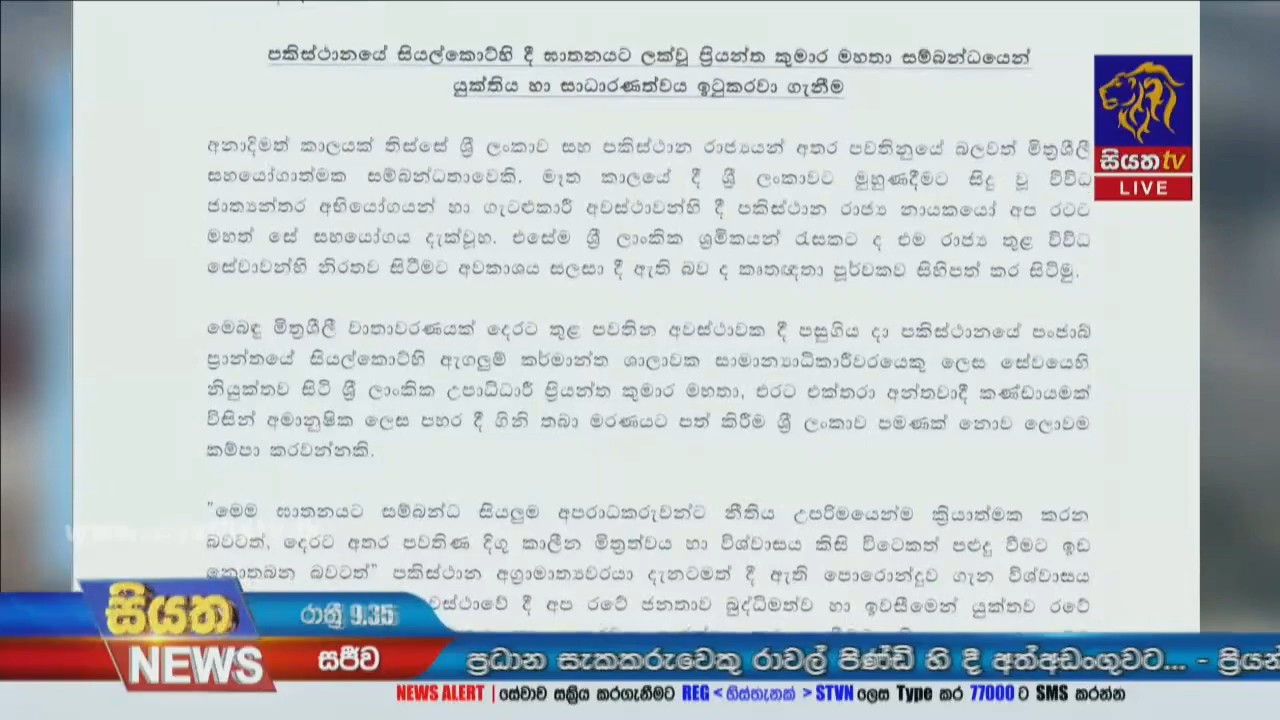 පකිස්ථානයේ සියල්කොට්හි දී ඝාතනයට ලක්වූ ප්‍රියන්ත කුමාර මහතා සම්බන්ධයෙන්
යුක්තිය හා සාධාරණත්වය ඉටුකරවා ගැනීම
අනාදිමත් කාලයක් තිස්සේ ශ්‍රී ලංකාව සහ පකිස්ථාන රාජ්‍යයන් අතර පවතිනුයේ බලවත් මිත්‍රශීලී
සහයෝගාත්මක සම්බන්ධතාවෙකි. මෑත කාලයේ දී ශ්‍රී ලංකාවට මුහුණදීමට සිදු වූ විවිධ
ජාත්‍යන්තර අභියෝගයන් හා ගැටළුකාරී අවස්ථාවන්හි දී පකිස්ථාන රාජ්‍ය නායකයෝ අප රටට
මහත් සේ සහයෝගය දැක්වූහ. එසේම ශ්‍රී ලාංකික ශ්‍රමිකයන් රැසකට ද එම රාජ්‍ය තුළ විවිධ
සේවාවන්හි නිරතව සිටීමට අවකාශය සලසා දී ඇති බව ද කෘතඥතා පූර්වකව සිහිපත් කර සිටිමු.
මෙබඳු මිත්‍රශීලී වාතාවරණයක් දෙරට තුළ පවතින අවස්ථාවක දී පසුගිය දා පකිස්ථානයේ පංජාබ්
ප්‍රාන්තයේ සියල්කොට්හි ඇගලුම් කර්මාන්ත ශාලාවක සාමාන්‍යාධිකාරීවරයෙකු ලෙස සේවයෙහි
නියුක්තව සිටි ශ්‍රී ලාංකික උපාධිධාරී ප්‍රියන්ත කුමාර මහතා, එරට එක්තරා අන්තවාදී කණ්ඩායමක්
විසින් අමානුෂික ලෙස පහර දී ගිනි තබා මරණයට පත් කිරීම ශ්‍රී ලංකාව පමණක් නොව ලොවම
කම්පා කරවන්නකි.
"මෙම ඝාතනයට සම්බන්ධ සියලුම අපරාධකරුවන්ට නීතිය උපරිමයෙන්ම ක්‍රියාත්මක කරන
බවටත්, දෙරට අතර පවතිණ දිගු කාලීන මිත්‍රත්වය හා විශ්වාසය කිසි විටෙකත් පළුදු වීමට ඉඩ
නොතබන බවටත්" පකිස්ථාන අග්‍රාමාත්‍යවරයා දැනටමත් දී ඇති පොරොන්දුව ගැන විශ්වාසය
වස්ථාවේ දී අප රටේ ජනතාව බුද්ධිමත්ව හා ඉවසීමෙන් යුක්තව රටේ
සියත tv
LIVE
සියත
NEWS
රාත්‍රී 9.35
සජීව
ප්‍රධාන සැකකරුවෙකු රාවල් පිණ්ඩි හි දී අත්අඩංගුවට... - ප්‍රියන්
NEWS ALERT | සේවාව සක්‍රීය කරගැනීමට REG < හිස්තැනක් > STVN ලෙස Type කර 77000 ට SMS කරන්න